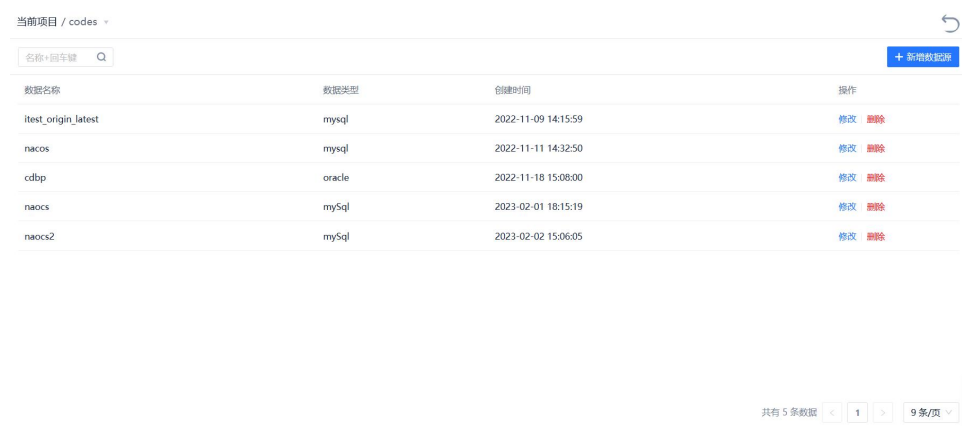 当前项目 / codes
名称+回车键
+ 新增数据源
数据名称 数据类型 创建时间 操作
itest_origin_latest mysql 2022-11-09 14:15:59 修改 删除
nacos mysql 2022-11-11 14:32:50 修改 删除
cdbp oracle 2022-11-18 15:08:00 修改 删除
naocs mySql 2023-02-01 18:15:19 修改 删除
naocs2 mySql 2023-02-02 15:06:05 修改 删除
共有 5 条数据 < 1 > 9 条/页